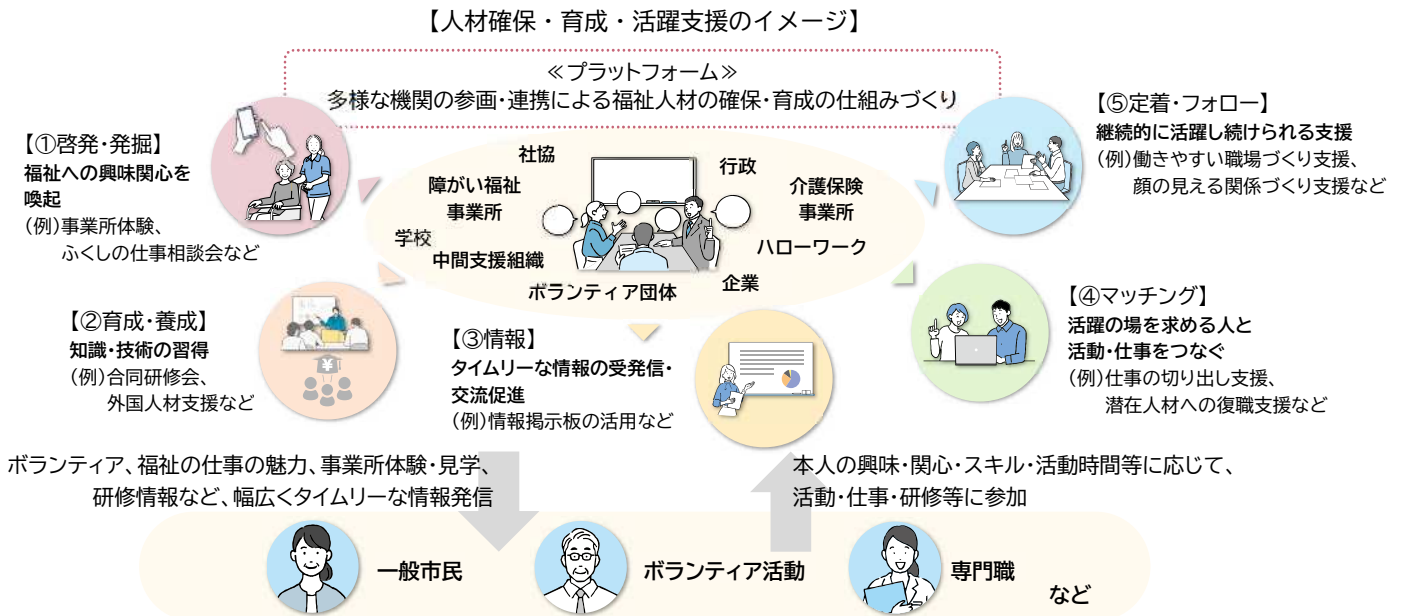 【人材確保・育成・活躍支援のイメージ】
≪プラットフォーム≫
多様な機関の参画・連携による福祉人材の確保・育成の仕組みづくり
【①啓発・発掘】
福祉への興味関心を
喚起
(例)事業所体験、
ふくしの仕事相談会など
社協
行政
障がい福祉
事業所
介護保険
事業所
学校
中間支援組織
ハローワーク
ボランティア団体
企業
【⑤定着・フォロー】
継続的に活躍し続けられる支援
(例)働きやすい職場づくり支援、
顔の見える関係づくり支援など
【②育成・養成】
知識・技術の習得
(例)合同研修会、
外国人材支援など
¥
【③情報】
タイムリーな情報の受発信・
交流促進
(例)情報掲示板の活用など
【④マッチング】
活躍の場を求める人と
活動・仕事をつなぐ
(例)仕事の切り出し支援、
潜在人材への復職支援など
ボランティア、福祉の仕事の魅力、事業所体験・見学、
研修情報など、幅広くタイムリーな情報発信
本人の興味・関心・スキル・活動時間等に応じて、
活動・仕事・研修等に参加
一般市民
ボランティア活動
専門職
など